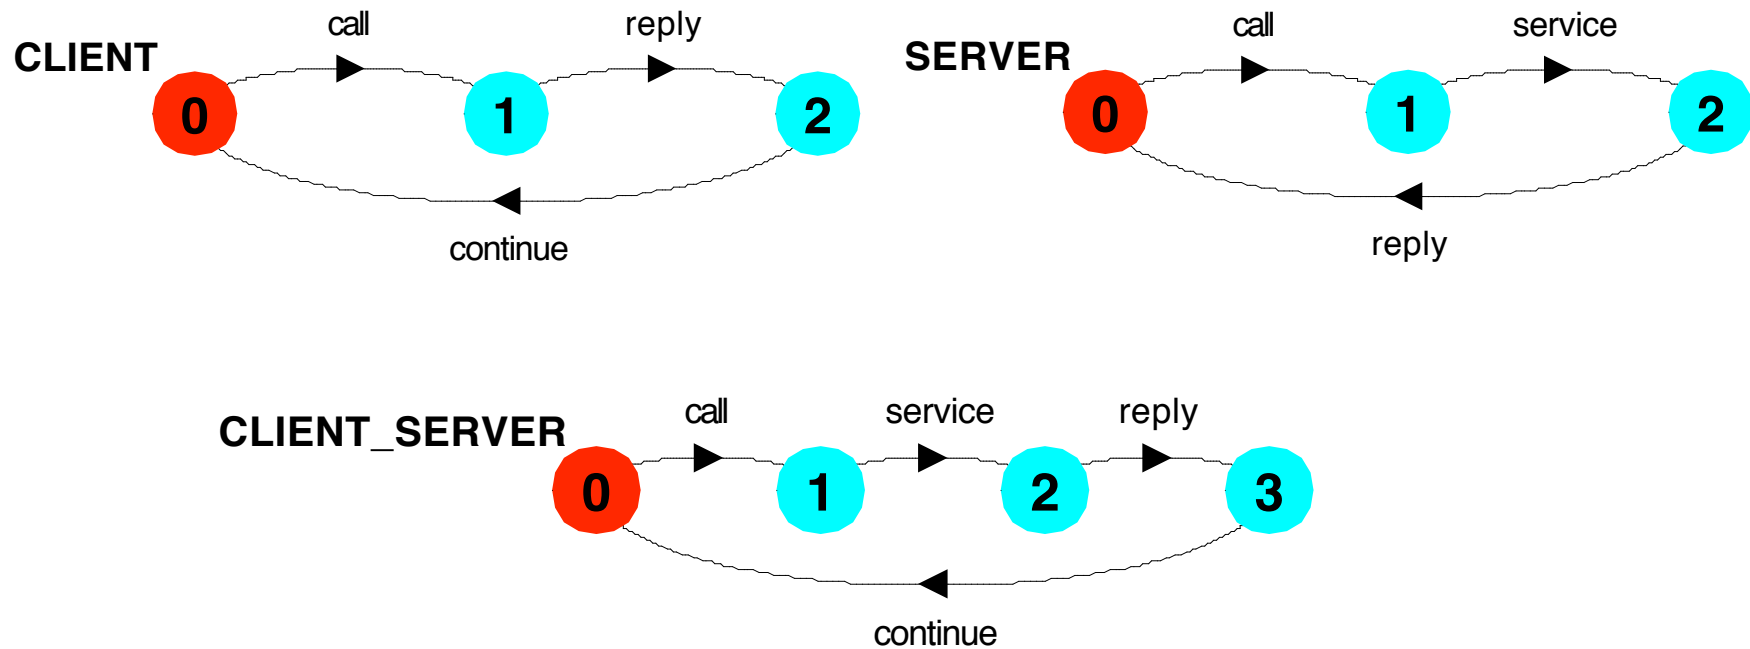 call
reply
CLIENT
0
1
2
continue
call
service
SERVER
0
1
2
reply
call
service
reply
CLIENT_SERVER
0
1
2
3
continue